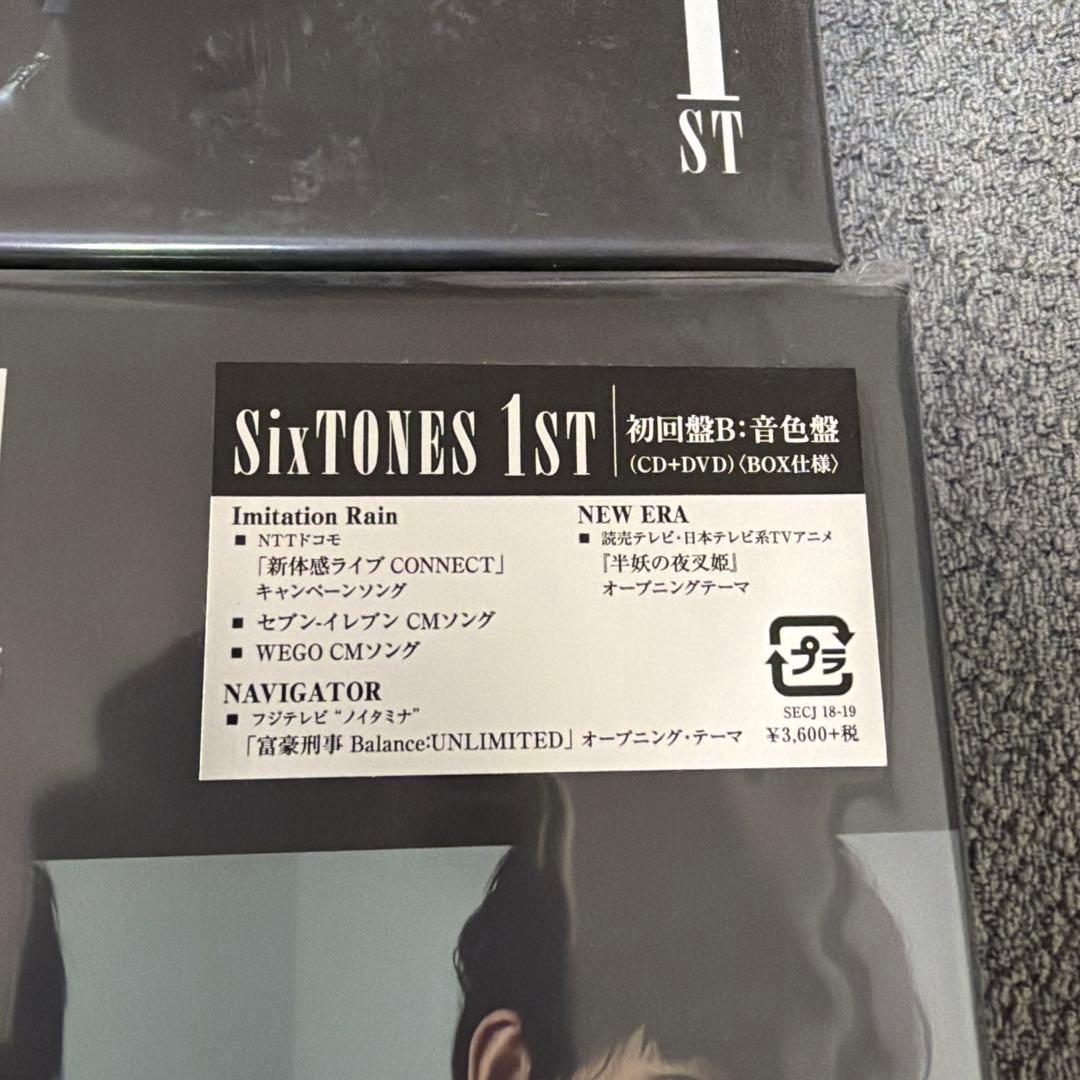 1
ST
SixTONES 1ST
初回盤B:音色盤
(CD+DVD)〈BOX仕様〉
Imitation Rain
■ NTTドコモ
「新体感ライブ CONNECT」
キャンペーンソング
■ セブン-イレブン CMソング
■ WEGO CMソング
NAVIGATOR
■ フジテレビ“ノイタミナ”
「富豪刑事 Balance:UNLIMITED」オープニング・テーマ
NEW ERA
■ 読売テレビ・日本テレビ系TVアニメ
『半妖の夜叉姫』
オープニングテーマ
プラ
SECJ 18-19
¥3,600+税